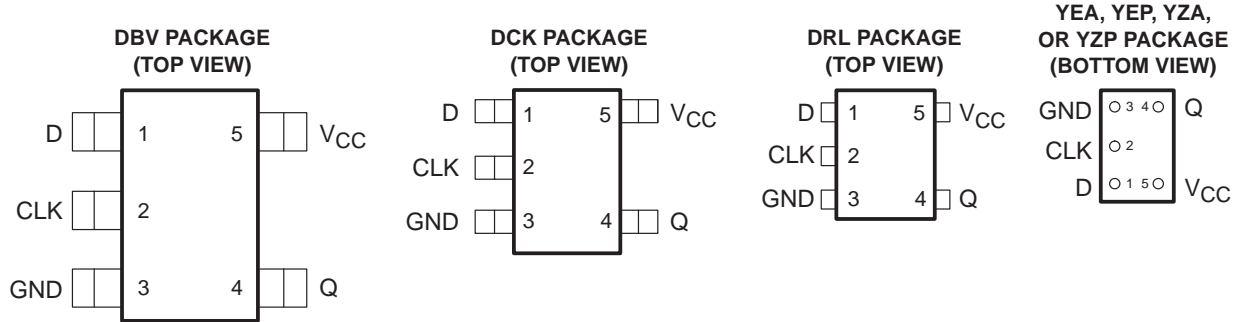 DBV PACKAGE
(TOP VIEW)
D 1 5 VCC
CLK 2
GND 3 4 Q
DCK PACKAGE
(TOP VIEW)
D 1 5 VCC
CLK 2
GND 3 4 Q
DRL PACKAGE
(TOP VIEW)
D 1 5 VCC
CLK 2
GND 3 4 Q
YEA, YEP, YZA,
OR YZP PACKAGE
(BOTTOM VIEW)
GND 3 4 Q
CLK 2
D 1 5 VCC